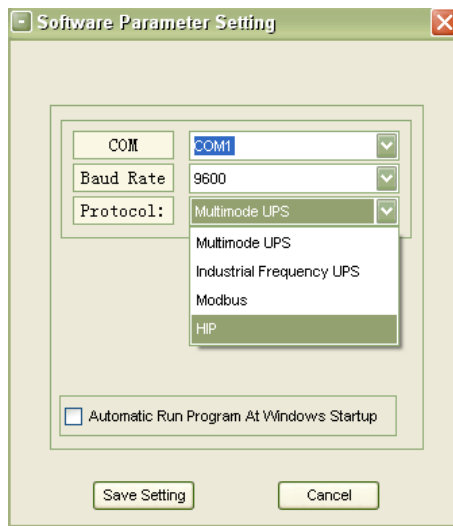 Software Parameter Setting
COM
COM1
Baud Rate
9600
Protocol:
Multimode UPS
Multimode UPS
Industrial Frequency UPS
Modbus
HIP
Automatic Run Program At Windows Startup
Save Setting
Cancel